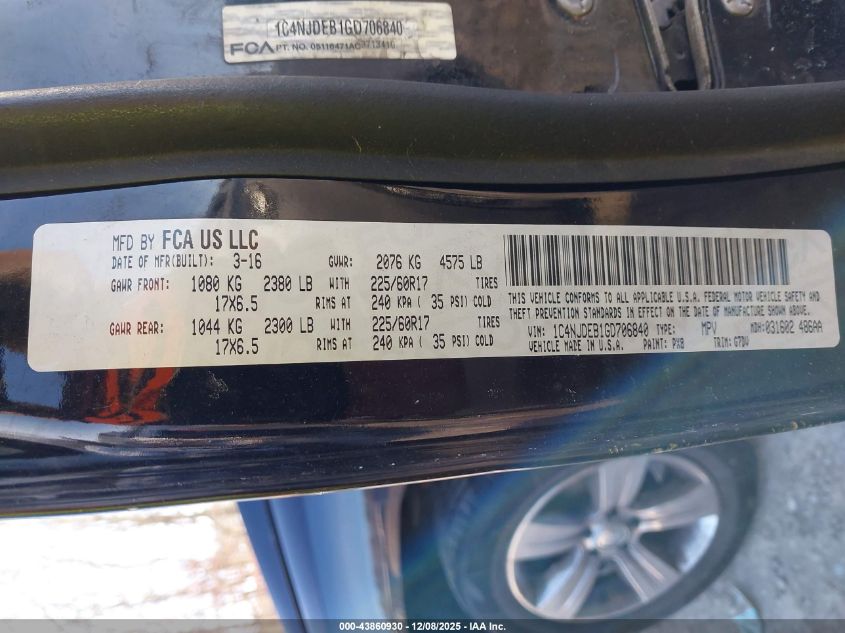 1C4NJDEB1GD706840
FCA PT. NO. 05116471AC
MFD BY FCA US LLC
DATE OF MFR(BUILT): 3-16 GVWR: 2076 KG 4575 LB
GAWR FRONT: 1080 KG 2380 LB WITH 225/60R17 TIRES
17X6.5 RIMS AT 240 KPA ( 35 PSI) COLD
GAWR REAR: 1044 KG 2300 LB WITH 225/60R17 TIRES
17X6.5 RIMS AT 240 KPA ( 35 PSI) COLD
THIS VEHICLE CONFORMS TO ALL APPLICABLE U.S.A. FEDERAL MOTOR VEHICLE SAFETY AND
THEFT PREVENTION STANDARDS IN EFFECT ON THE DATE OF MANUFACTURE SHOWN ABOVE.
VIN: 1C4NJDEB1GD706840 TYPE: MPV MDH:031602 486AA
VEHICLE MADE IN U.S.A. PAINT: PX8 TRIM: G7DV
000-43860930 - 12/08/2025 - IAA Inc.